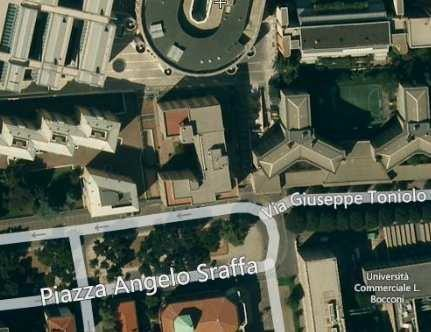 Via Giuseppe Toniolo
Piazza Angelo Sraffa
Università
Commerciale L.
Bocconi